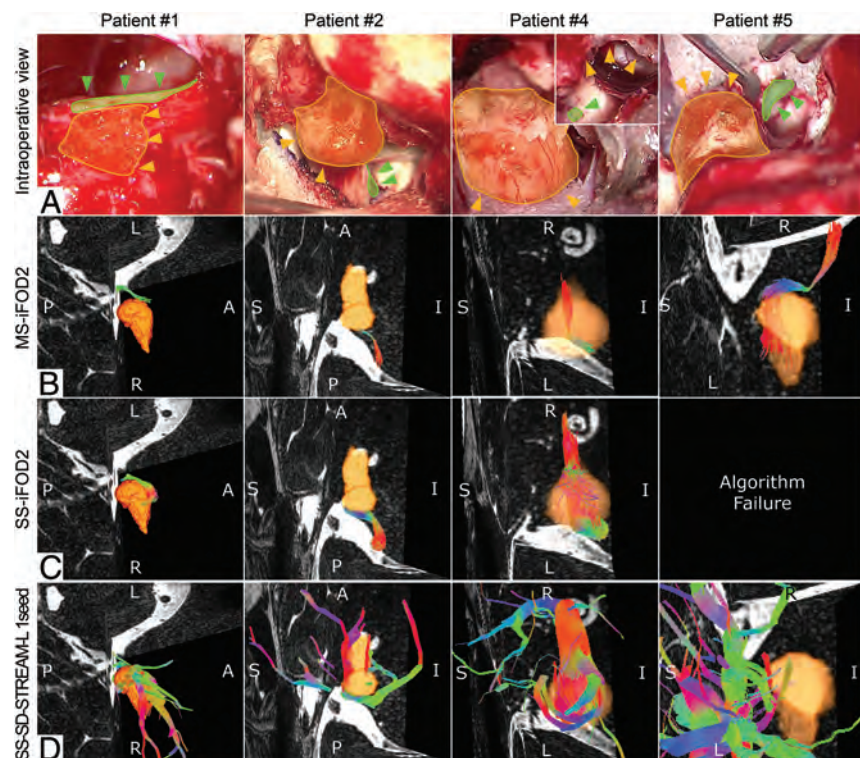 Patient #1 Patient #2 Patient #4 Patient #5
Intraoperative view
A
MS-iFOD2
L
P A
R
B
A
S I
P
R
S I
L
R
S I
L
SS-iFOD2
L
P A
R
C
A
S I
P
R
S I
L
Algorithm
Failure
SS-SD-STREAM-L 1seed
L
P A
R
D
A
S I
P
R
S I
L
R
S I
L